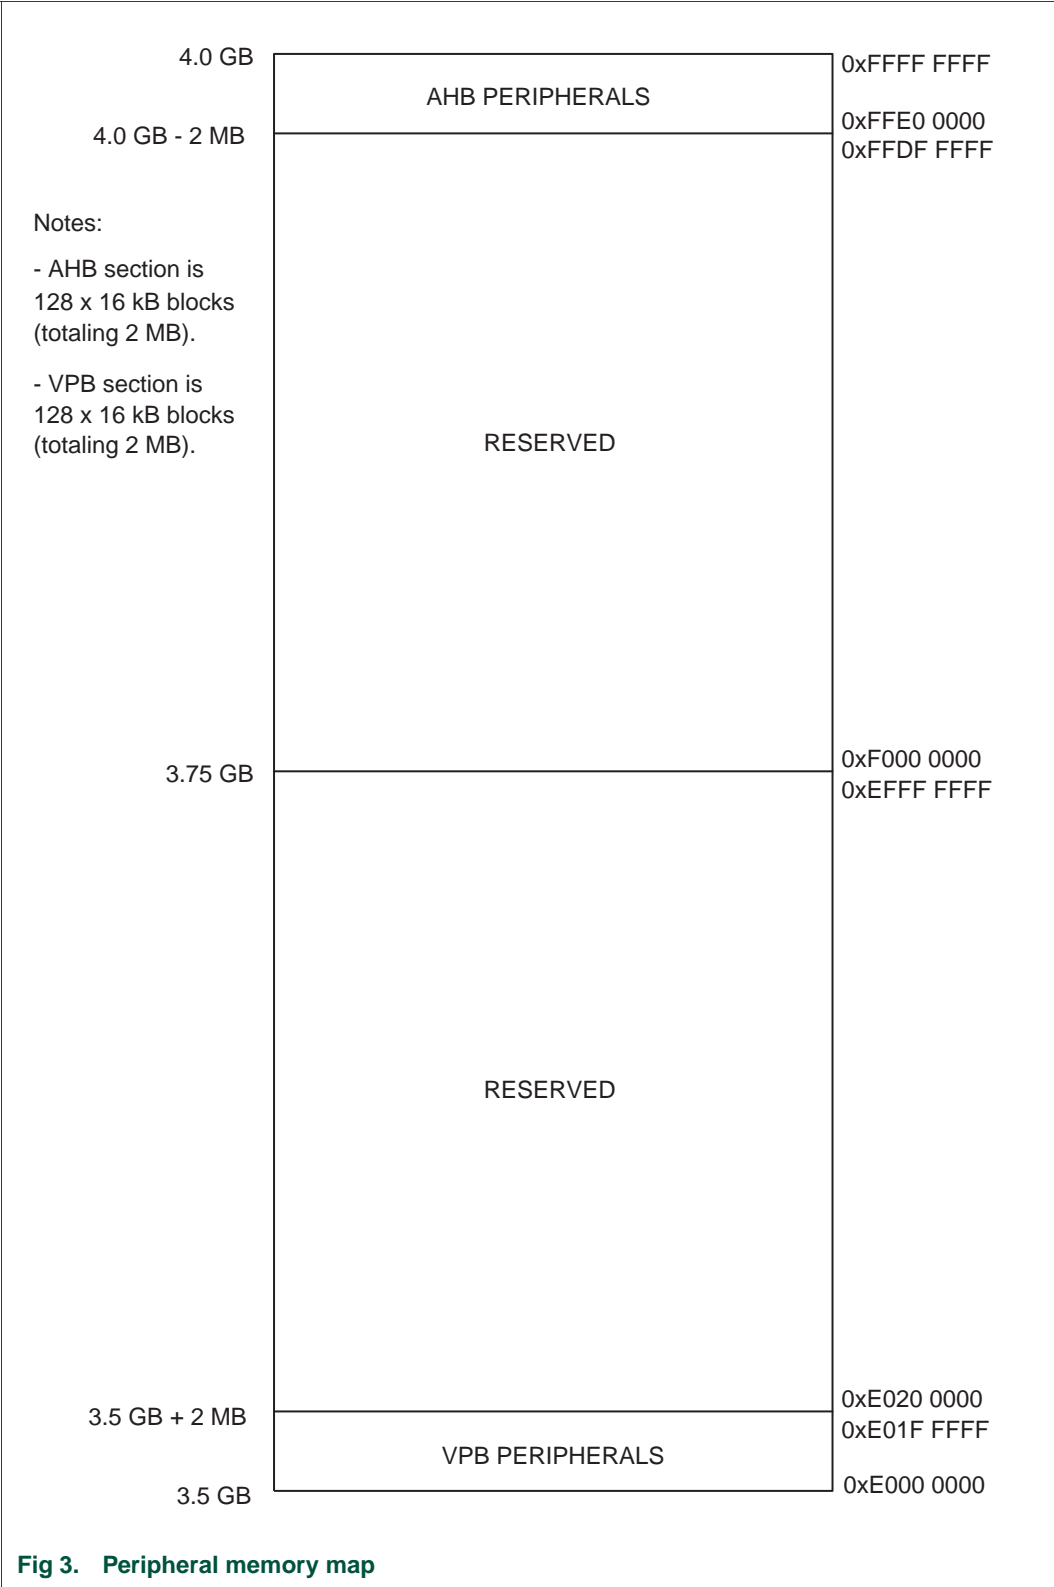 4.0 GB
0xFFFF FFFF
AHB PERIPHERALS
0xFFE0 0000
4.0 GB - 2 MB
0xFFDF FFFF
Notes:
- AHB section is
128 x 16 kB blocks
(totaling 2 MB).
- VPB section is
128 x 16 kB blocks
(totaling 2 MB).
RESERVED
0xF000 0000
3.75 GB
0xEFFF FFFF
RESERVED
0xE020 0000
3.5 GB + 2 MB
0xE01F FFFF
VPB PERIPHERALS
0xE000 0000
3.5 GB
Fig 3. Peripheral memory map